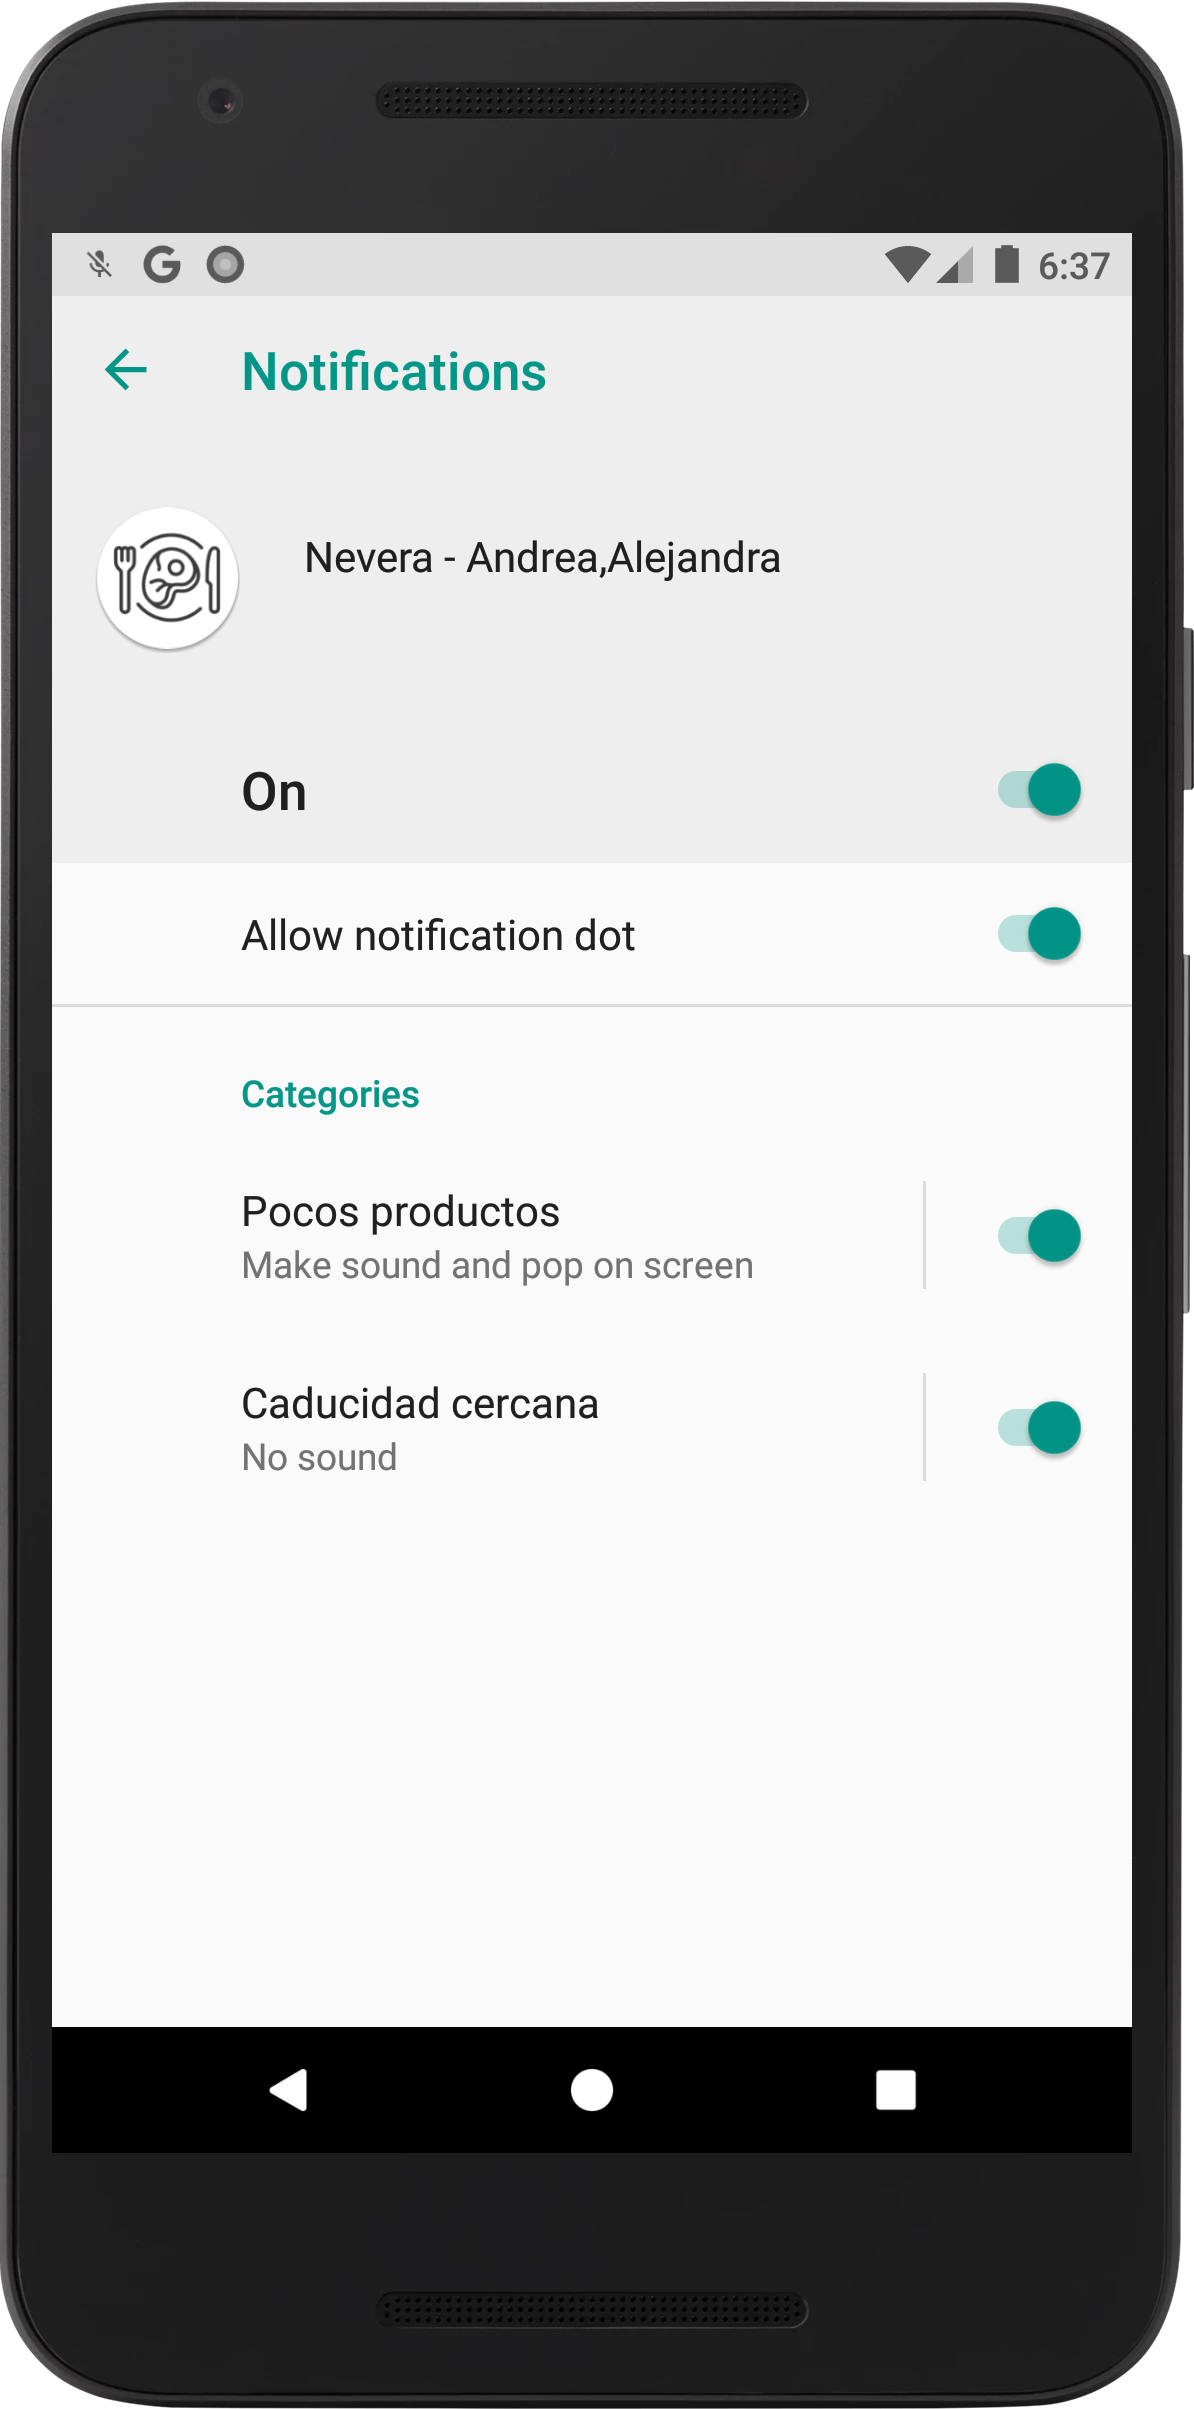 6:37
Notifications
Nevera - Andrea,Alejandra
On
Allow notification dot
Categories
Pocos productos
Make sound and pop on screen
Caducidad cercana
No sound